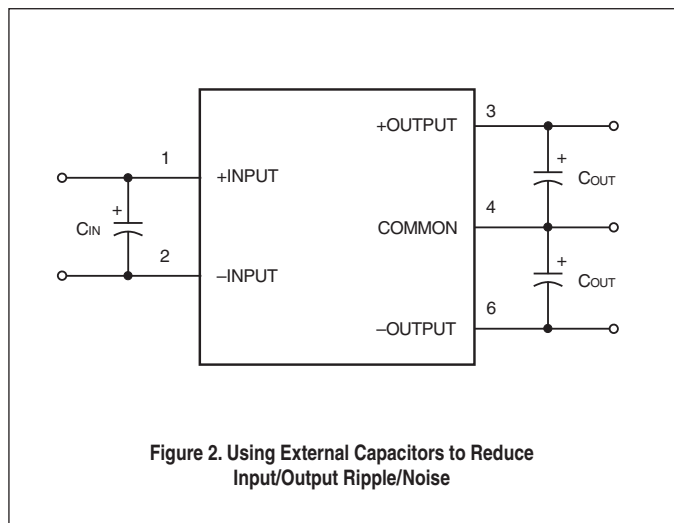 3
+OUTPUT
1
+
+INPUT
COUT
+
4
CIN
COMMON
2
+
–INPUT
COUT
6
–OUTPUT
Figure 2. Using External Capacitors to Reduce
Input/Output Ripple/Noise